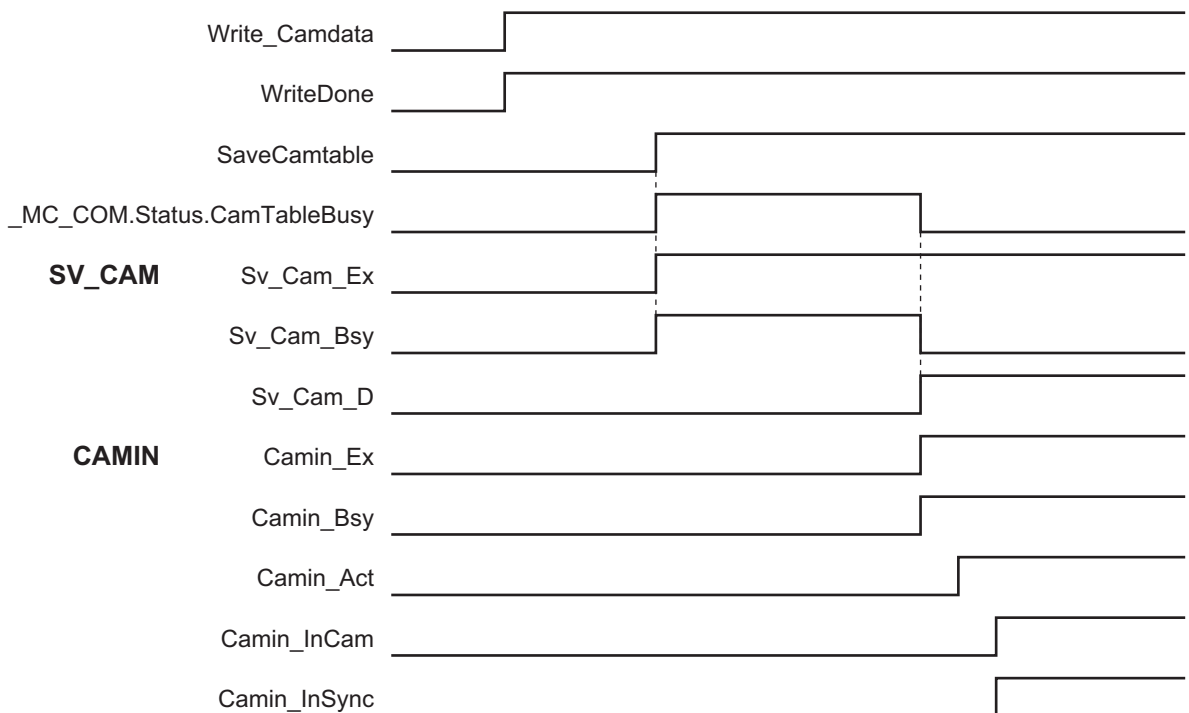 Write_Camdata
WriteDone
SaveCamtable
_MC_COM.Status.CamTableBusy
SV_CAM Sv_Cam_Ex
Sv_Cam_Bsy
Sv_Cam_D
CAMIN Camin_Ex
Camin_Bsy
Camin_Act
Camin_InCam
Camin_InSync